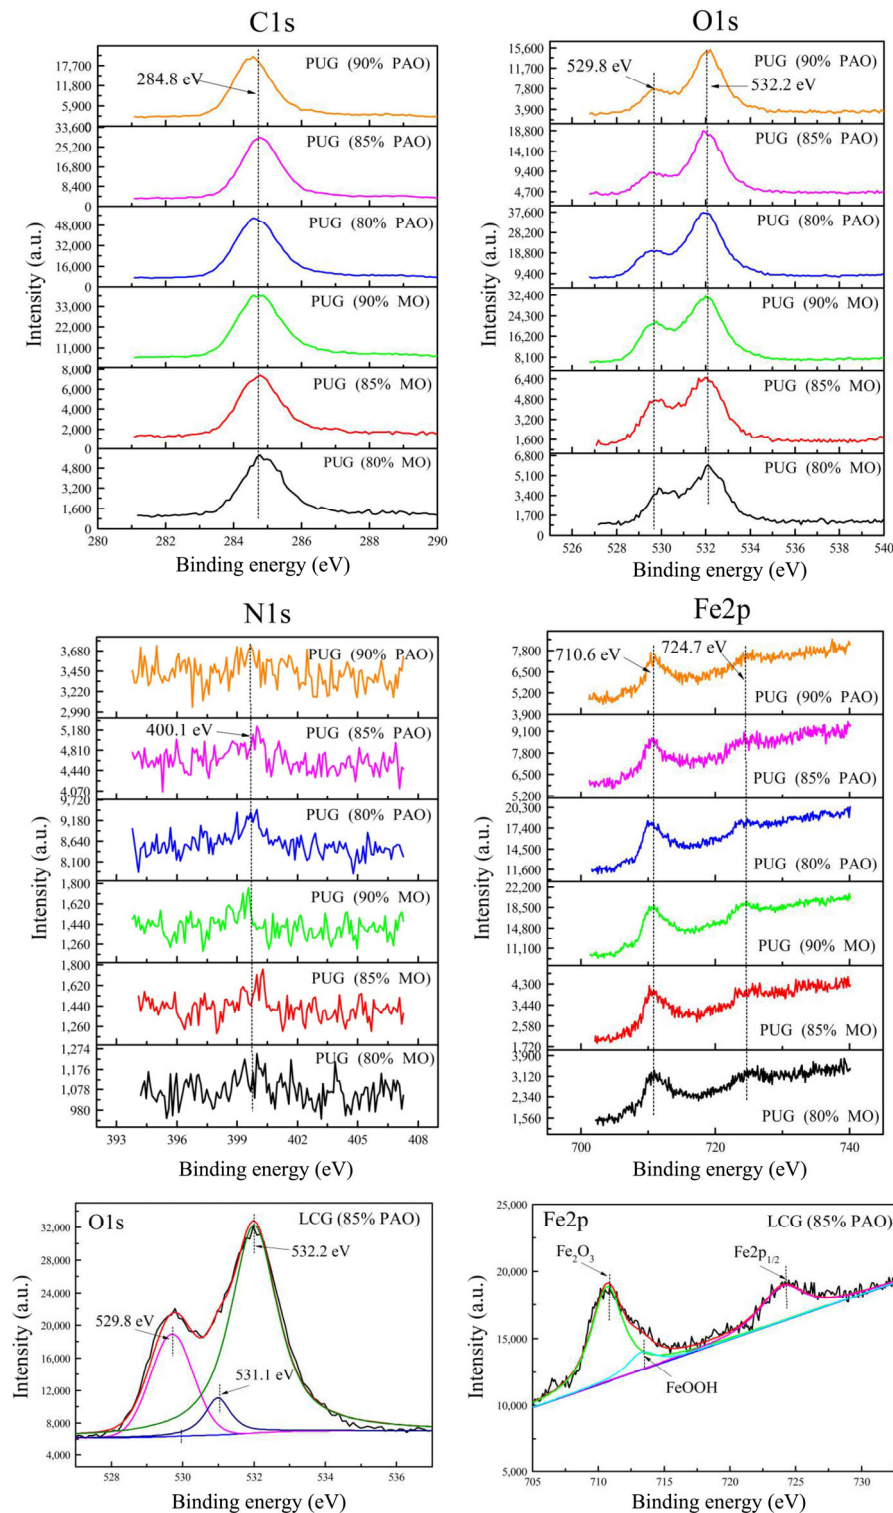 C1s
17,700
11,800
5,900
284.8 eV
PUG (90% PAO)
33,600
25,200
16,800
8,400
0
PUG (85% PAO)
48,000
32,000
16,000
0
PUG (80% PAO)
33,000
22,000
11,000
PUG (90% MO)
8,000
6,000
4,000
2,000
0
PUG (85% MO)
4,800
3,200
1,600
0
PUG (80% MO)
280 282 284 286 288 290
Binding energy (eV)
Intensity (a.u.)
O1s
15,600
11,700
7,800
3,900
529.8 eV
532.2 eV
PUG (90% PAO)
18,800
14,100
9,400
4,700
PUG (85% PAO)
37,600
28,200
18,800
9,400
PUG (80% PAO)
32,400
24,300
16,200
8,100
PUG (90% MO)
6,400
4,800
3,200
1,600
PUG (85% MO)
6,800
5,100
3,400
1,700
0
PUG (80% MO)
526 528 530 532 534 536 538 540
Binding energy (eV)
Intensity (a.u.)
N1s
3,680
3,450
3,220
2,990
PUG (90% PAO)
5,180
4,810
4,440
4,070
400.1 eV
PUG (85% PAO)
9,720
9,180
8,640
8,100
PUG (80% PAO)
1,800
1,620
1,440
1,260
PUG (90% MO)
1,800
1,620
1,440
1,260
PUG (85% MO)
1,274
1,176
1,078
980
PUG (80% MO)
393 396 399 402 405 408
Binding energy (eV)
Intensity (a.u.)
Fe2p
7,800
6,500
5,200
3,900
710.6 eV
724.7 eV
PUG (90% PAO)
9,100
7,800
6,500
5,200
PUG (85% PAO)
20,300
17,400
14,500
11,600
PUG (80% PAO)
22,200
18,500
14,800
11,100
PUG (90% MO)
4,300
3,440
2,580
1,720
PUG (85% MO)
3,900
3,120
2,340
1,560
PUG (80% MO)
700 710 720 730 740 745
Binding energy (eV)
Intensity (a.u.)
O1s
LCG (85% PAO)
32,000
28,000
24,000
20,000
16,000
12,000
8,000
4,000
532.2 eV
529.8 eV
531.1 eV
528 530 532 534 536
Binding energy (eV)
Intensity (a.u.)
Fe2p
LCG (85% PAO)
25,000
20,000
15,000
10,000
5,000
Fe₂O₃
Fe2p₁/₂
FeOOH
705 711 715 720 725 730
Binding energy (eV)
Intensity (a.u.)